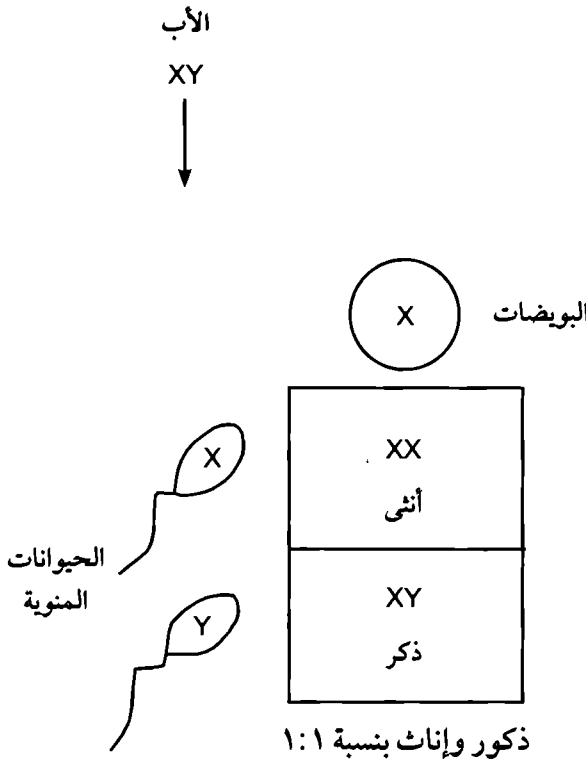 الأب
XY
X
البويضات
X
XX
أنثى
الحيوانات
المنوية
Y
XY
ذكر
ذكور وإناث بنسبة ١:١